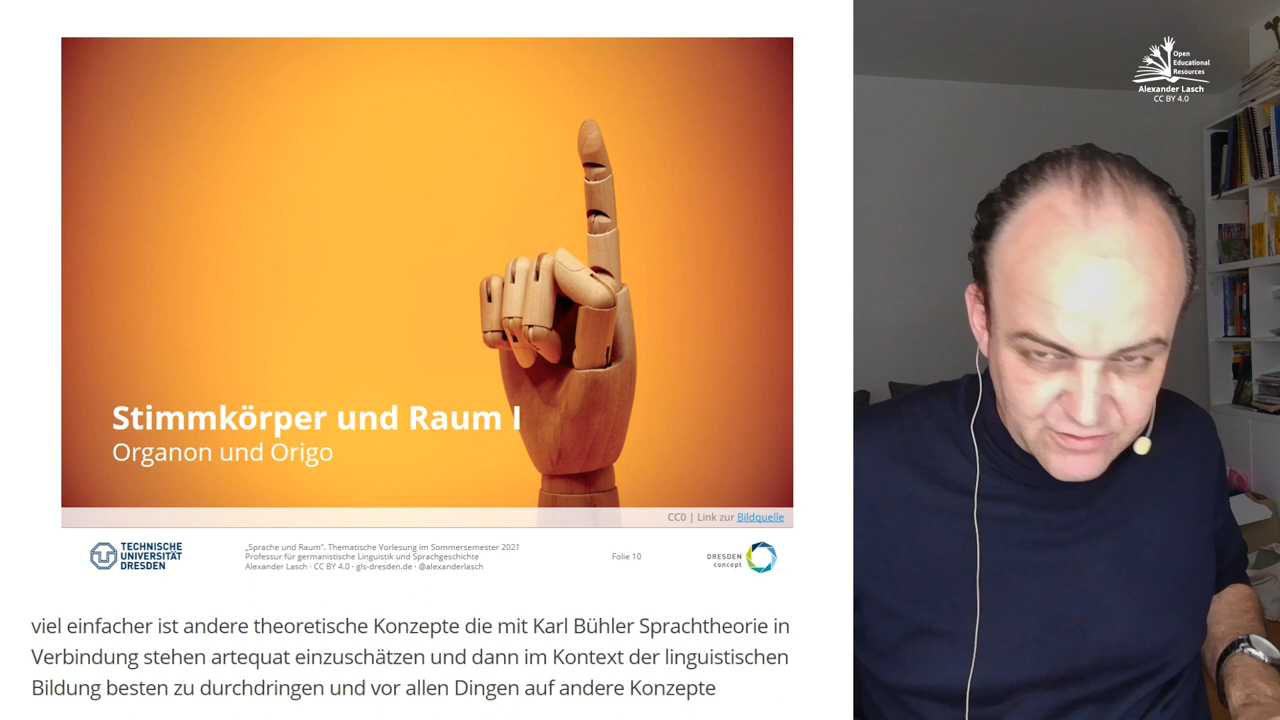 Stimmkörper und Raum I
Organon und Origo
CC0 | Link zur Bildquelle
TECHNISCHE
UNIVERSITÄT
DRESDEN
„Sprache und Raum“. Thematische Vorlesung im Sommersemester 2021
Professur für germanistische Linguistik und Sprachgeschichte
Alexander Lasch · CC BY 4.0 · gls-dresden.de · @alexanderlasch
Folie 10
DRESDEN
concept
viel einfacher ist andere theoretische Konzepte die mit Karl Bühler Sprachtheorie in
Verbindung stehen artequat einzuschätzen und dann im Kontext der linguistischen
Bildung besten zu durchdringen und vor allen Dingen auf andere Konzepte
Open
Educational
Resources
Alexander Lasch
CC BY 4.0